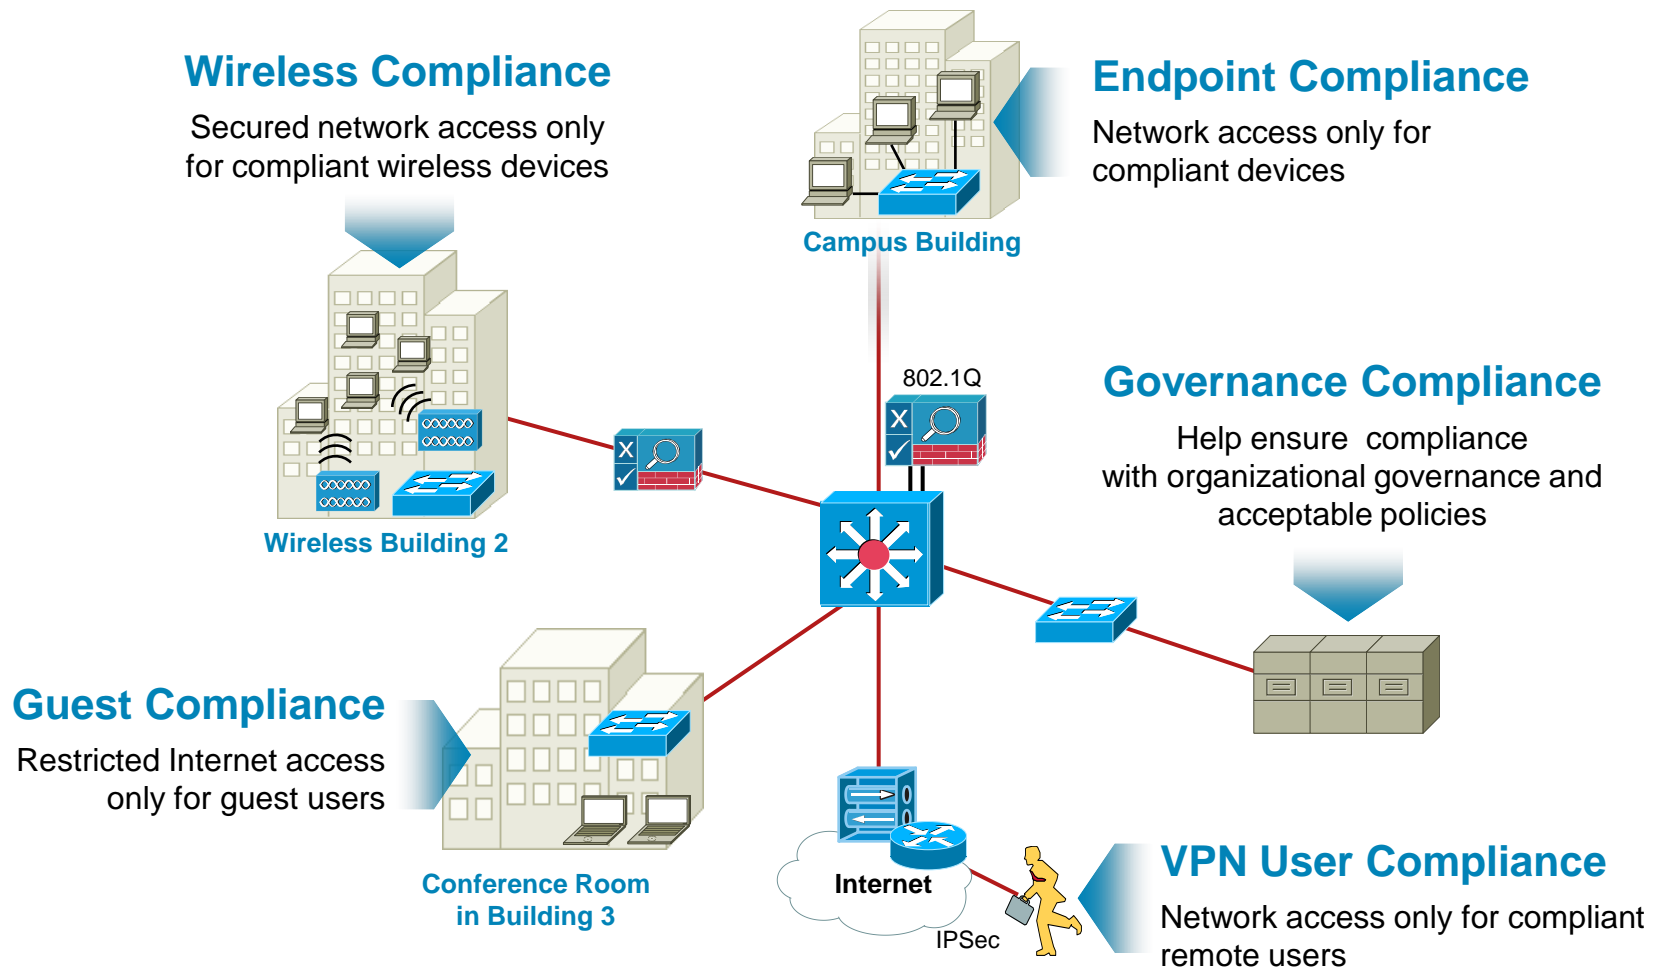 Wireless Compliance
Secured network access only
for compliant wireless devices
Endpoint Compliance
Network access only for
compliant devices
Campus Building
802.1Q
X
X
Wireless Building 2
Governance Compliance
Help ensure  compliance
with organizational governance and
acceptable policies
Guest Compliance
Restricted Internet access
only for guest users
Conference Room
in Building 3
Internet
IPSec
VPN User Compliance
Network access only for compliant
remote users